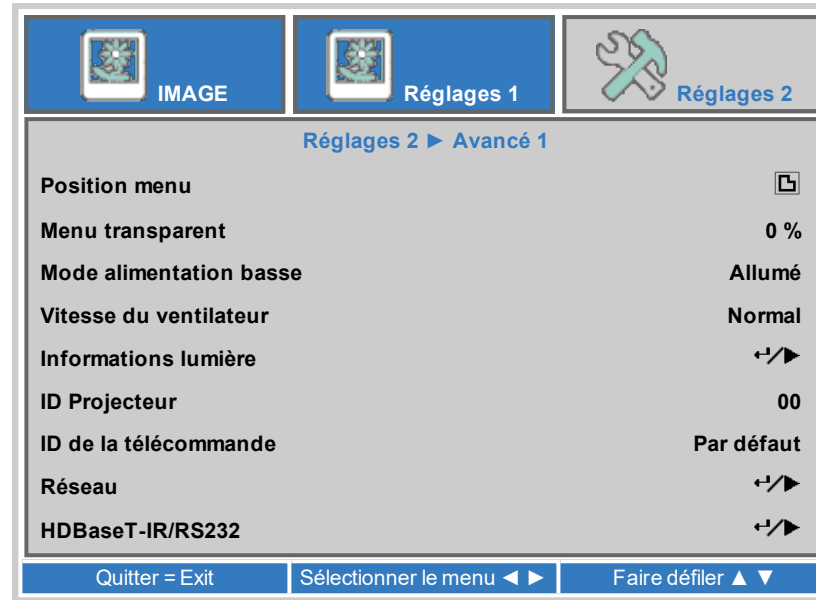 IMAGE
Réglages 1
Réglages 2
Réglages 2 ► Avancé 1
Position menu
Menu transparent 0 %
Mode alimentation basse Allumé
Vitesse du ventilateur Normal
Informations lumière ↵/►
ID Projecteur 00
ID de la télécommande Par défaut
Réseau ↵/►
HDBaseT-IR/RS232 ↵/►
Quitter = Exit Sélectionner le menu ◄ ► Faire défiler ▲ ▼